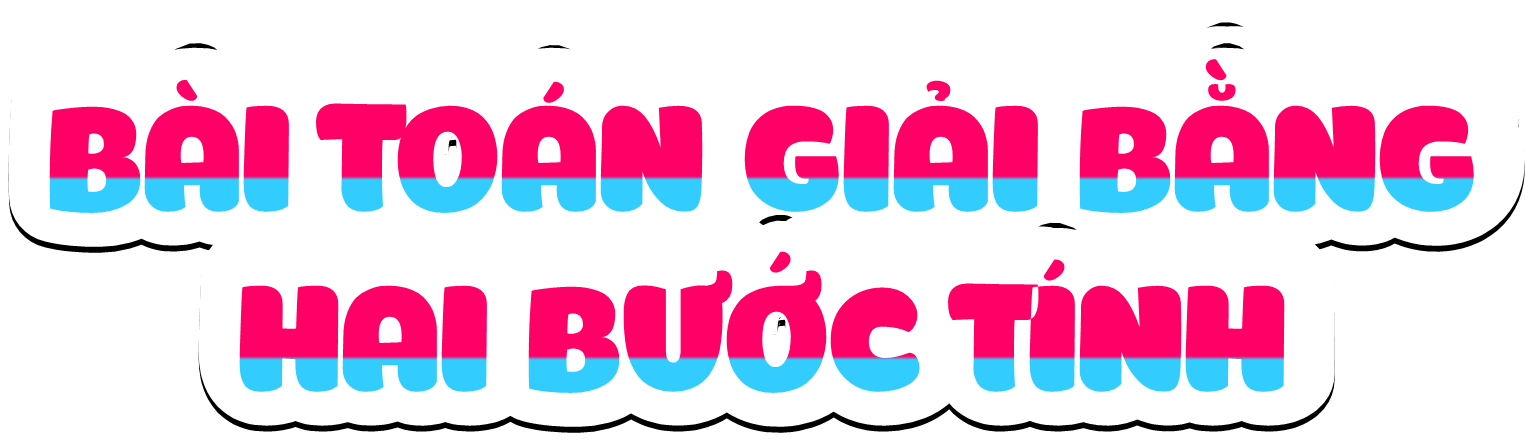 BÀI TOÁN GIẢI BẰNG
HAI BƯỚC TÍNH